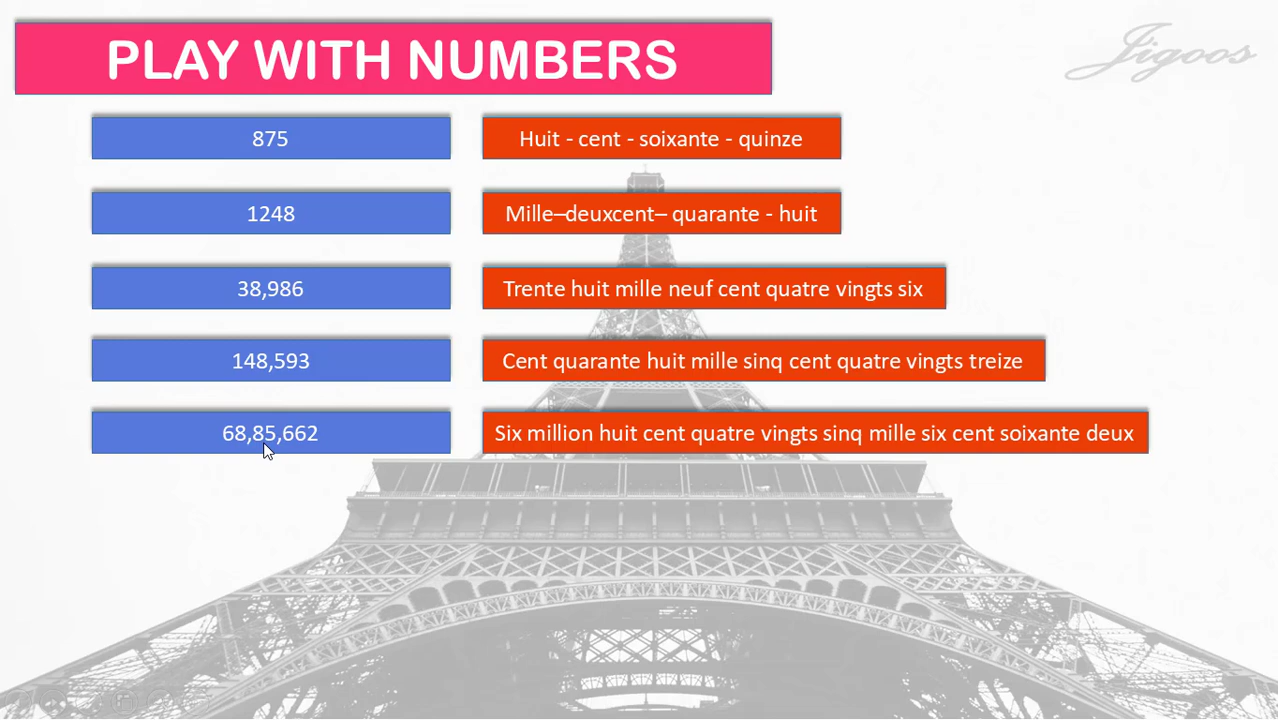 PLAY WITH NUMBERS
Jigoos
875
Huit - cent - soixante - quinze
1248
Mille–deuxcent– quarante - huit
38,986
Trente huit mille neuf cent quatre vingts six
148,593
Cent quarante huit mille sinq cent quatre vingts treize
68,85,662
Six million huit cent quatre vingts sinq mille six cent soixante deux